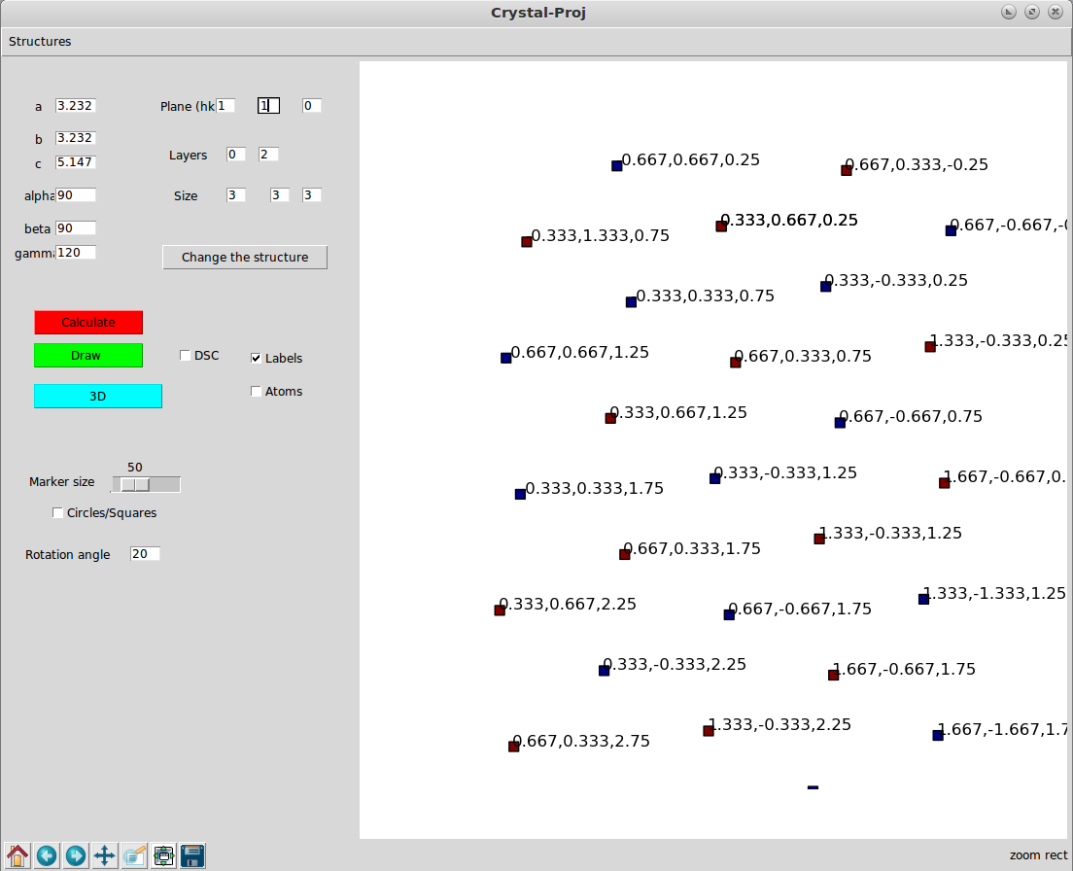 Crystal-Proj
Structures
a 3.232 Plane (hk 1 1 0
b 3.232
c 5.147 Layers 0 2
alpha 90 Size 3 3 3
beta 90
gamma 120 Change the structure
Calculate
Draw DSC Labels
3D Atoms
50
Marker size
Circles/Squares
Rotation angle 20
0.667,0.667,0.25 0.667,0.333,-0.25
0.333,1.333,0.75 0.333,0.667,0.25 0.667,-0.667,-0
0.333,0.333,0.75 0.333,-0.333,0.25
0.667,0.667,1.25 0.667,0.333,0.75 1.333,-0.333,0.25
0.333,0.667,1.25 0.667,-0.667,0.75
0.333,0.333,1.75 0.333,-0.333,1.25 1.667,-0.667,0.
0.667,0.333,1.75 1.333,-0.333,1.25
0.333,0.667,2.25 0.667,-0.667,1.75 1.333,-1.333,1.25
0.333,-0.333,2.25 1.667,-0.667,1.75
0.667,0.333,2.75 1.333,-0.333,2.25 1.667,-1.667,1.7
zoom rect